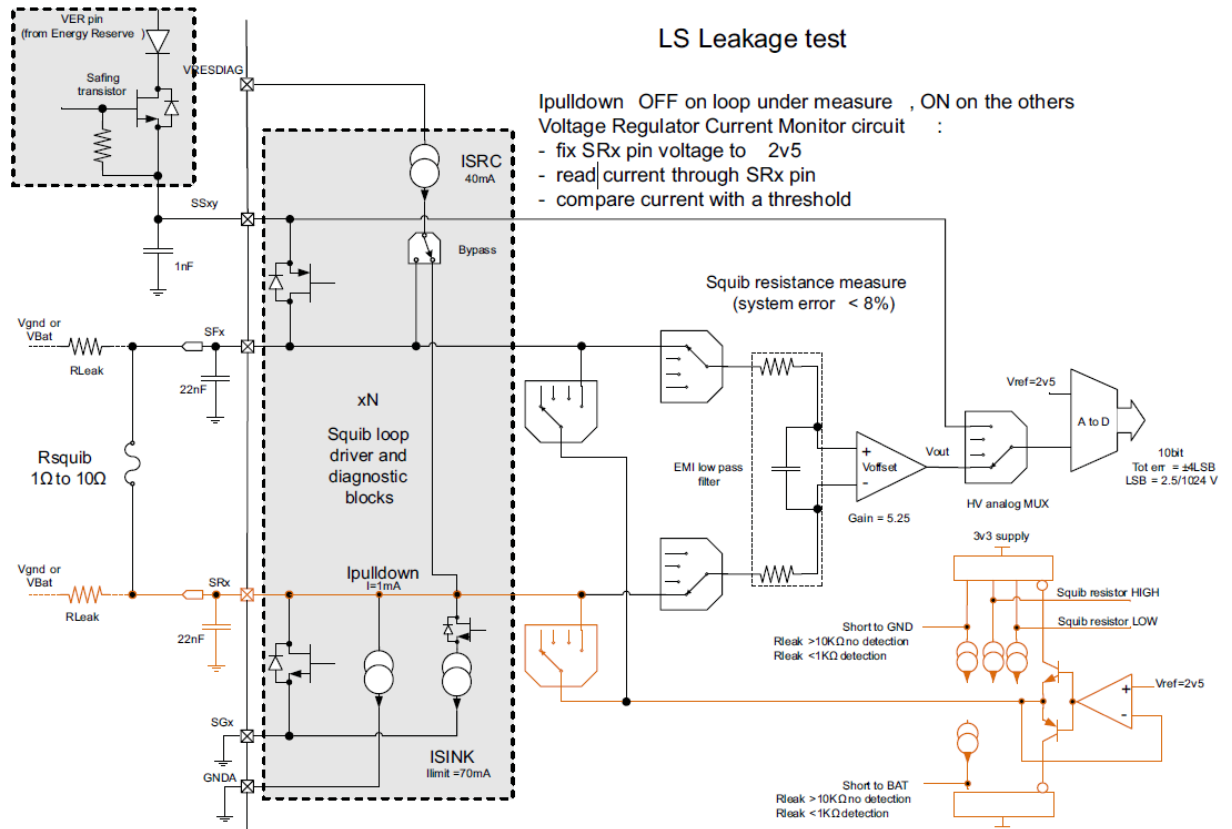 VER pin
(from Energy Reserve )
Safing
transistor
VRESDIAG
LS Leakage test
Ipulldown OFF on loop under measure , ON on the others
Voltage Regulator Current Monitor circuit :
- fix SRx pin voltage to 2v5
- read current through SRx pin
- compare current with a threshold
ISRC
40mA
SSxy
1nF
Bypass
Squib resistance measure
(system error < 8%)
Vgnd or
VBat
SFx
RLeak
22nF
xN
Squib loop
driver and
diagnostic
blocks
Rsquib
1Ω to 10Ω
EMI low pass
filter
+
-
Voffset
Gain = 5.25
Vout
HV analog MUX
Vref=2v5
A to D
10bit
Tot err = ±4LSB
LSB = 2.5/1024 V
Vgnd or
VBat
SRx
RLeak
22nF
Ipulldown
I=1mA
3v3 supply
Squib resistor HIGH
Squib resistor LOW
Short to GND
Rleak >10KΩ no detection
Rleak <1KΩ detection
+
-
Vref=2v5
SGx
GNDA
ISINK
Ilimit =70mA
Short to BAT
Rleak >10KΩ no detection
Rleak <1KΩ detection